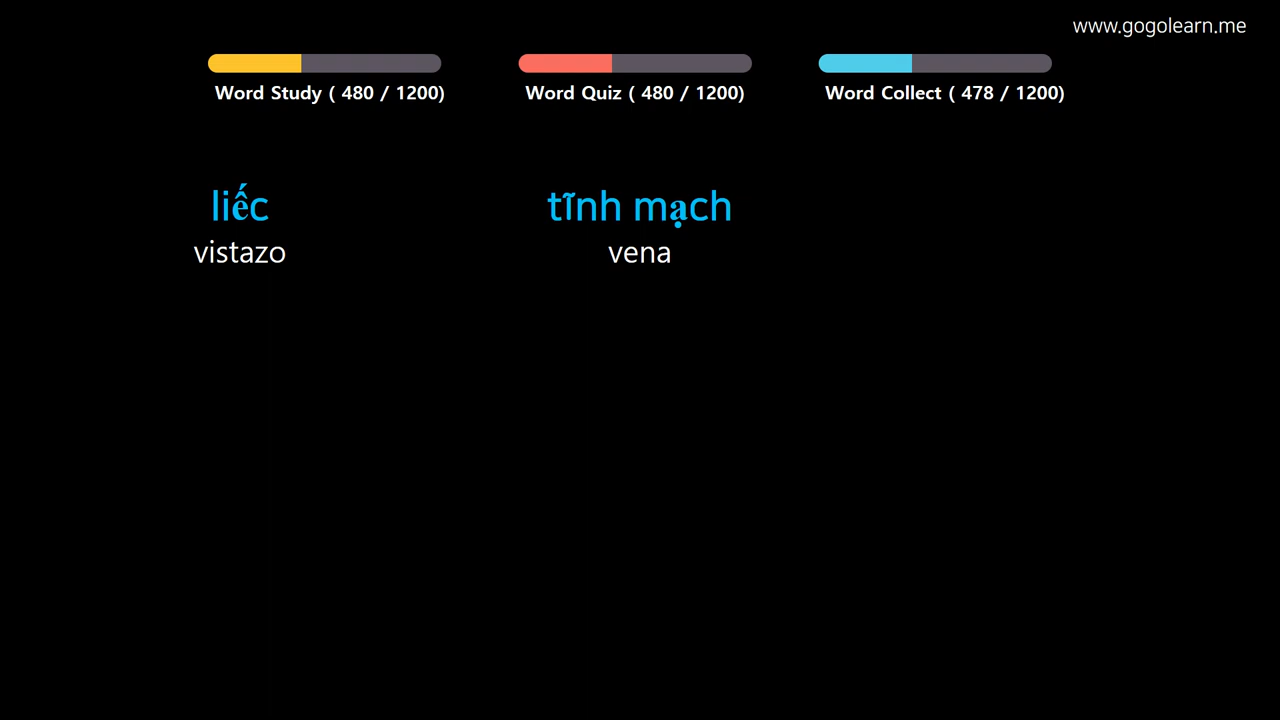 www.gogolearn.me
Word Study ( 480 / 1200)
Word Quiz ( 480 / 1200)
Word Collect ( 478 / 1200)
liếc
vistazo
tĩnh mạch
vena